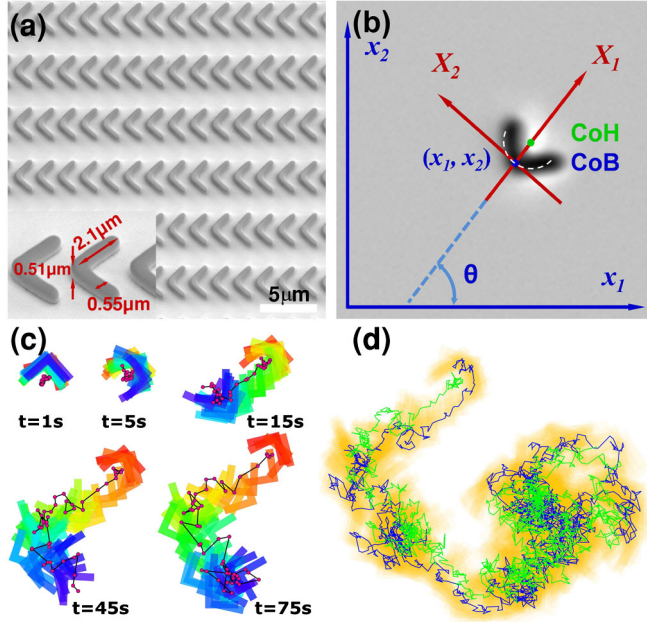 (a)
2.1μm
0.51μm
0.55μm
5μm
(b)
x₂
X₂
X₁
CoH
(x₁, x₂)
CoB
θ
x₁
(c)
t=1s
t=5s
t=15s
t=45s
t=75s
(d)